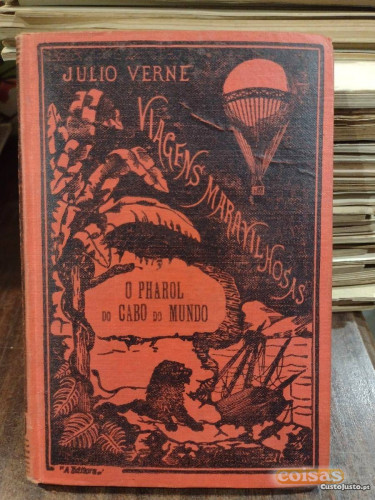 JULIO VERNE
VIAGENS MARAVILHOSAS
O PHAROL
DO CABO DO MUNDO
"A Editora"
coisas
CustoJusto.pt